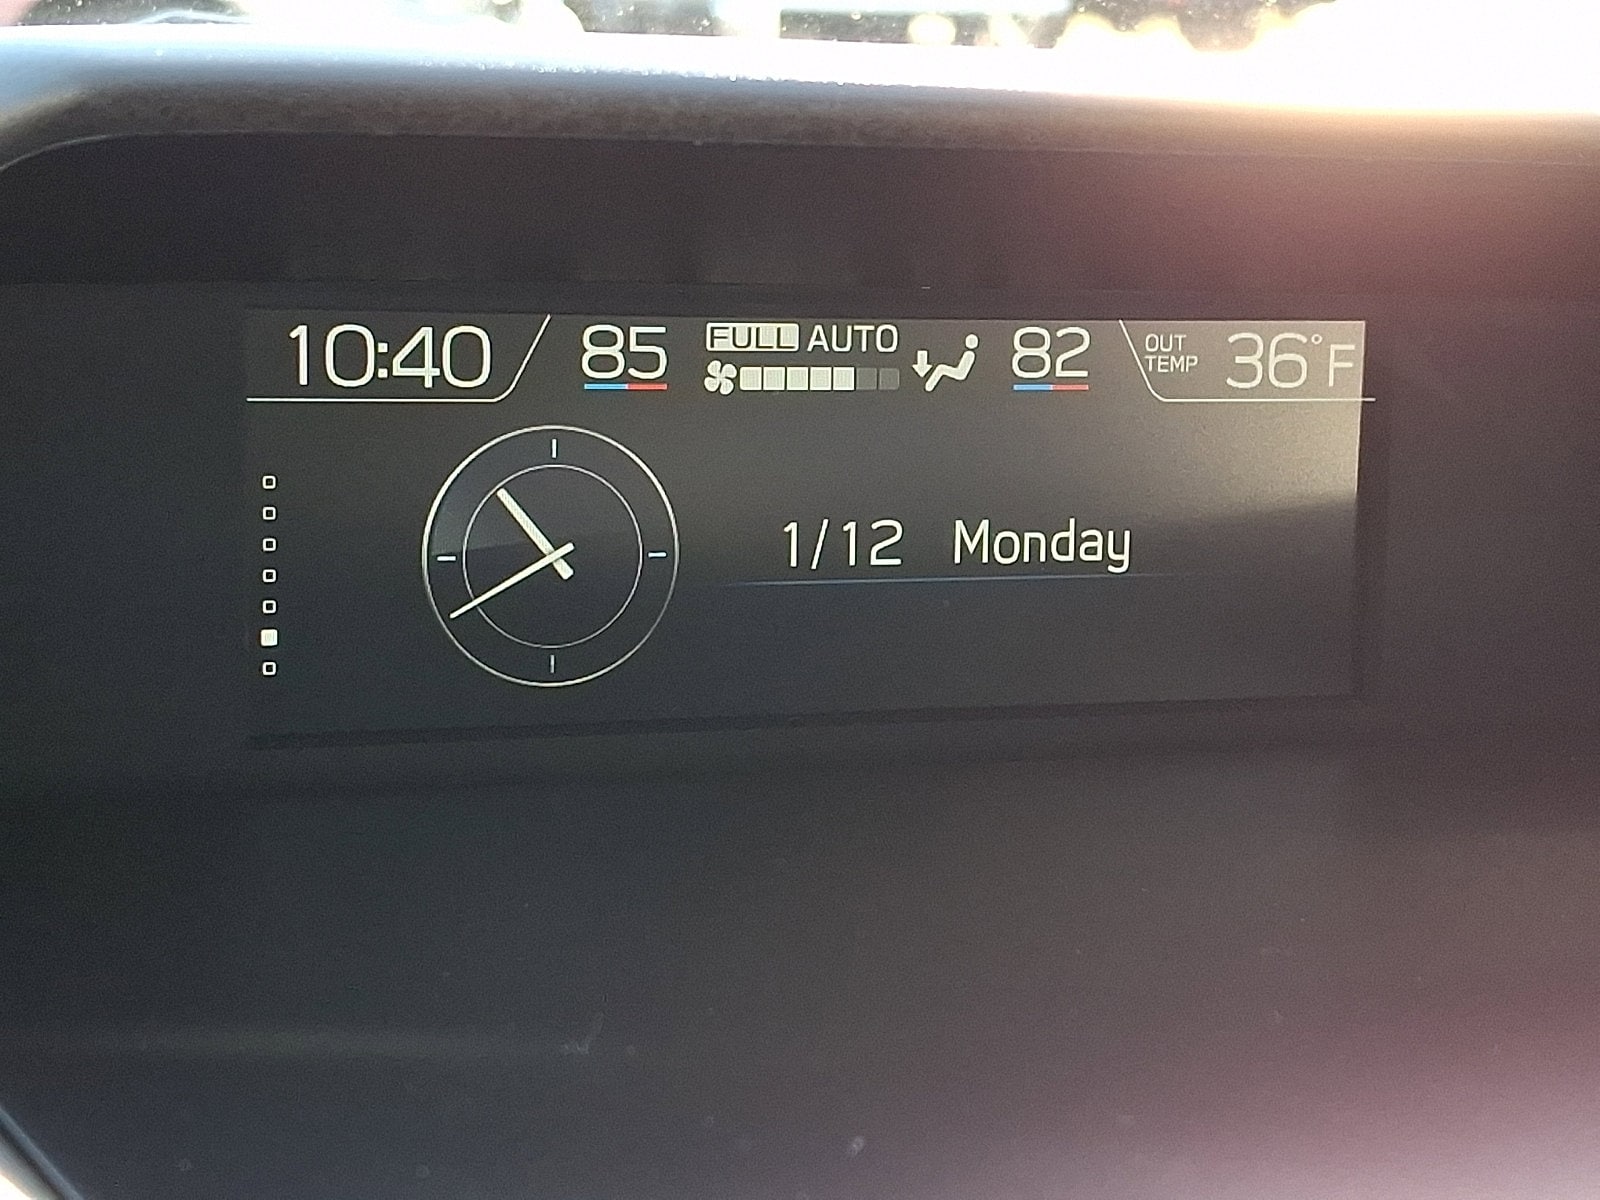 10:40 85 FULL AUTO 82 OUT TEMP 36°F
1/12 Monday